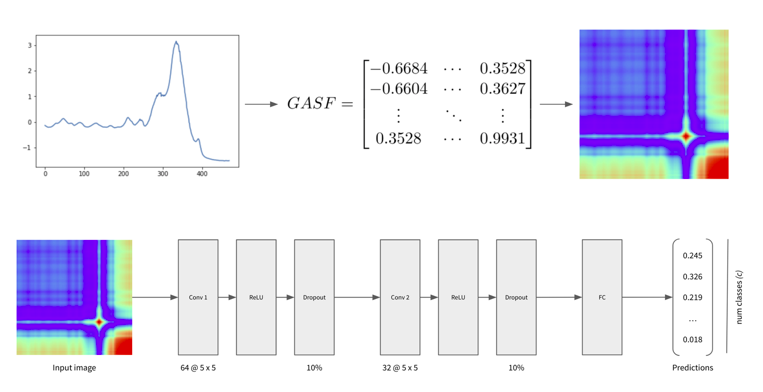 3
2
1
0
−1
0 100 200 300 400
GASF =
−0.6684 ⋯ 0.3528
−0.6604 ⋯ 0.3627
⋮ ⋱ ⋮
0.3528 ⋯ 0.9931
Conv 1
ReLU
Dropout
Conv 2
ReLU
Dropout
FC
0.245
0.326
0.219
...
0.018
num classes (c)
Input image
64 @ 5 x 5
10%
32 @ 5 x 5
10%
Predictions